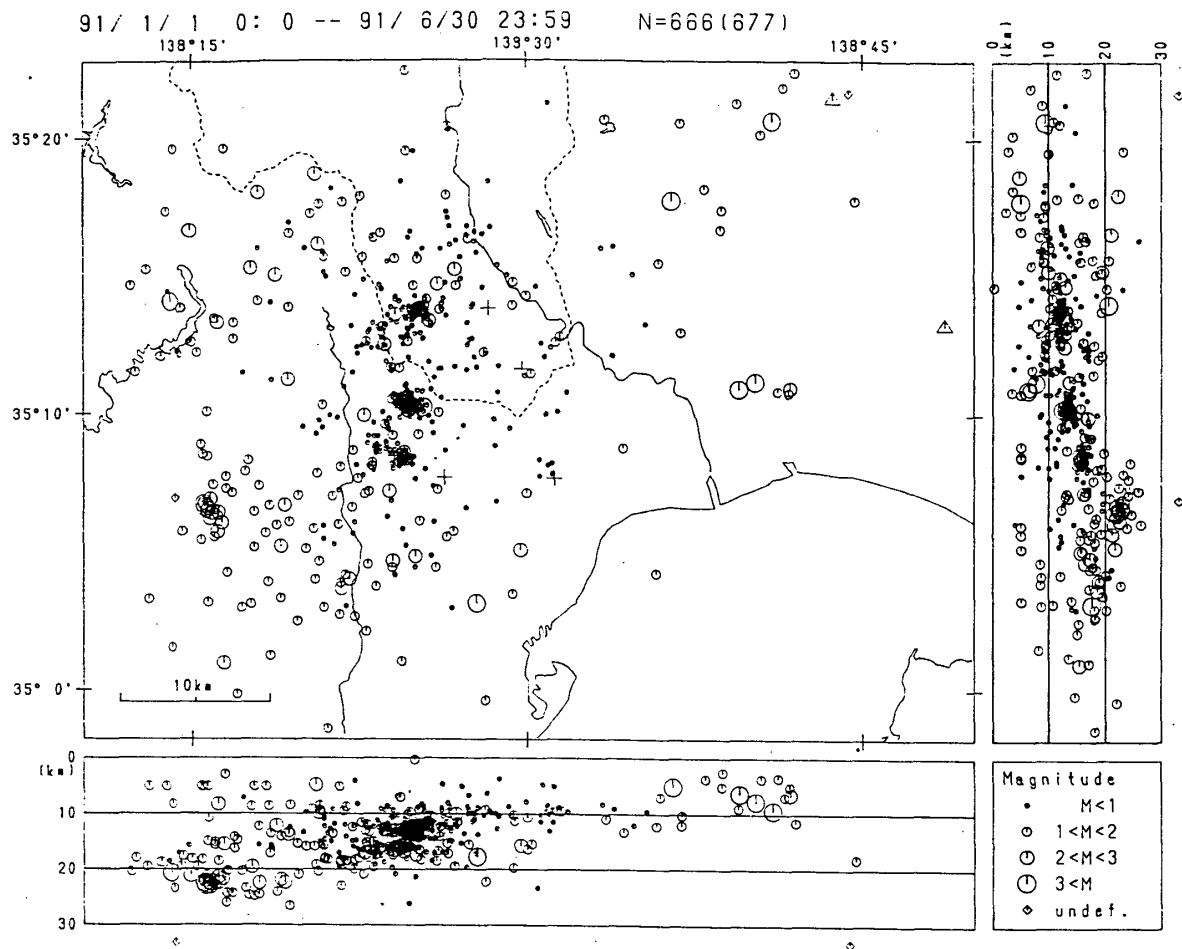 91/ 1/ 1 0: 0 -- 91/ 6/30 23:59 N=666(677)
138°15' 139°30' 138°45'
0 10 20 30
(km)
35°20'
35°10'
35° 0'
10km
0
(km)
10
20
30
Magnitude
M<1
1<M<2
2<M<3
3<M
undef.